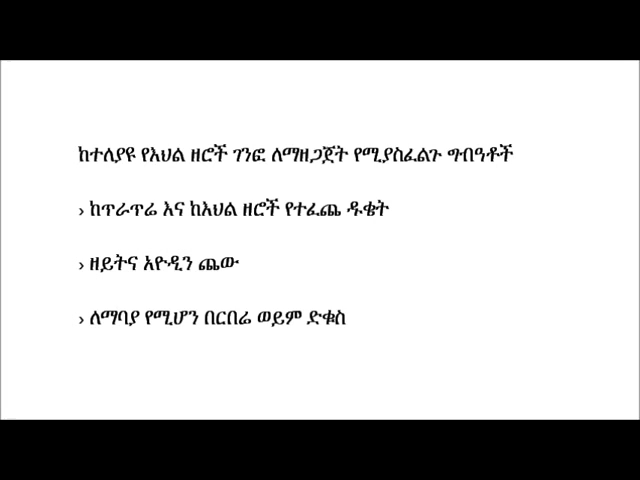 ከተለያዩ የእህል ዘሮች ገንፎ ለማዘጋጀት የሚያስፈልጉ ግብዓቶች
› ከጥራጥሬ እና ከእህል ዘሮች የተፈጨ ዱቄት
› ዘይትና አዮዲን ጨው
› ለማባያ የሚሆን በርበሬ ወይም ድቁስ